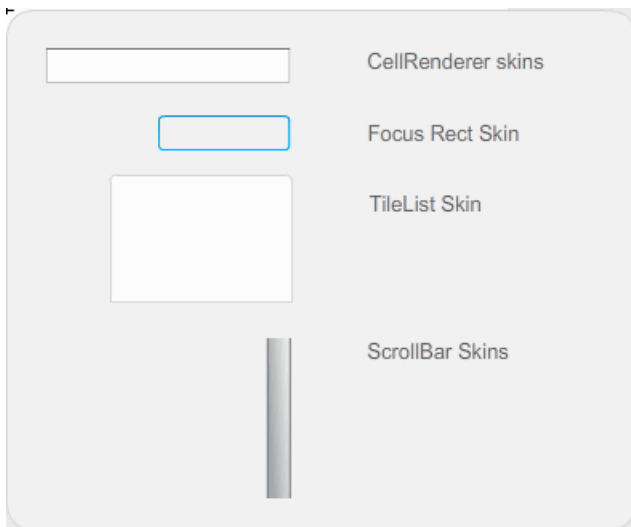 CellRenderer skins
Focus Rect Skin
TileList Skin
ScrollBar Skins